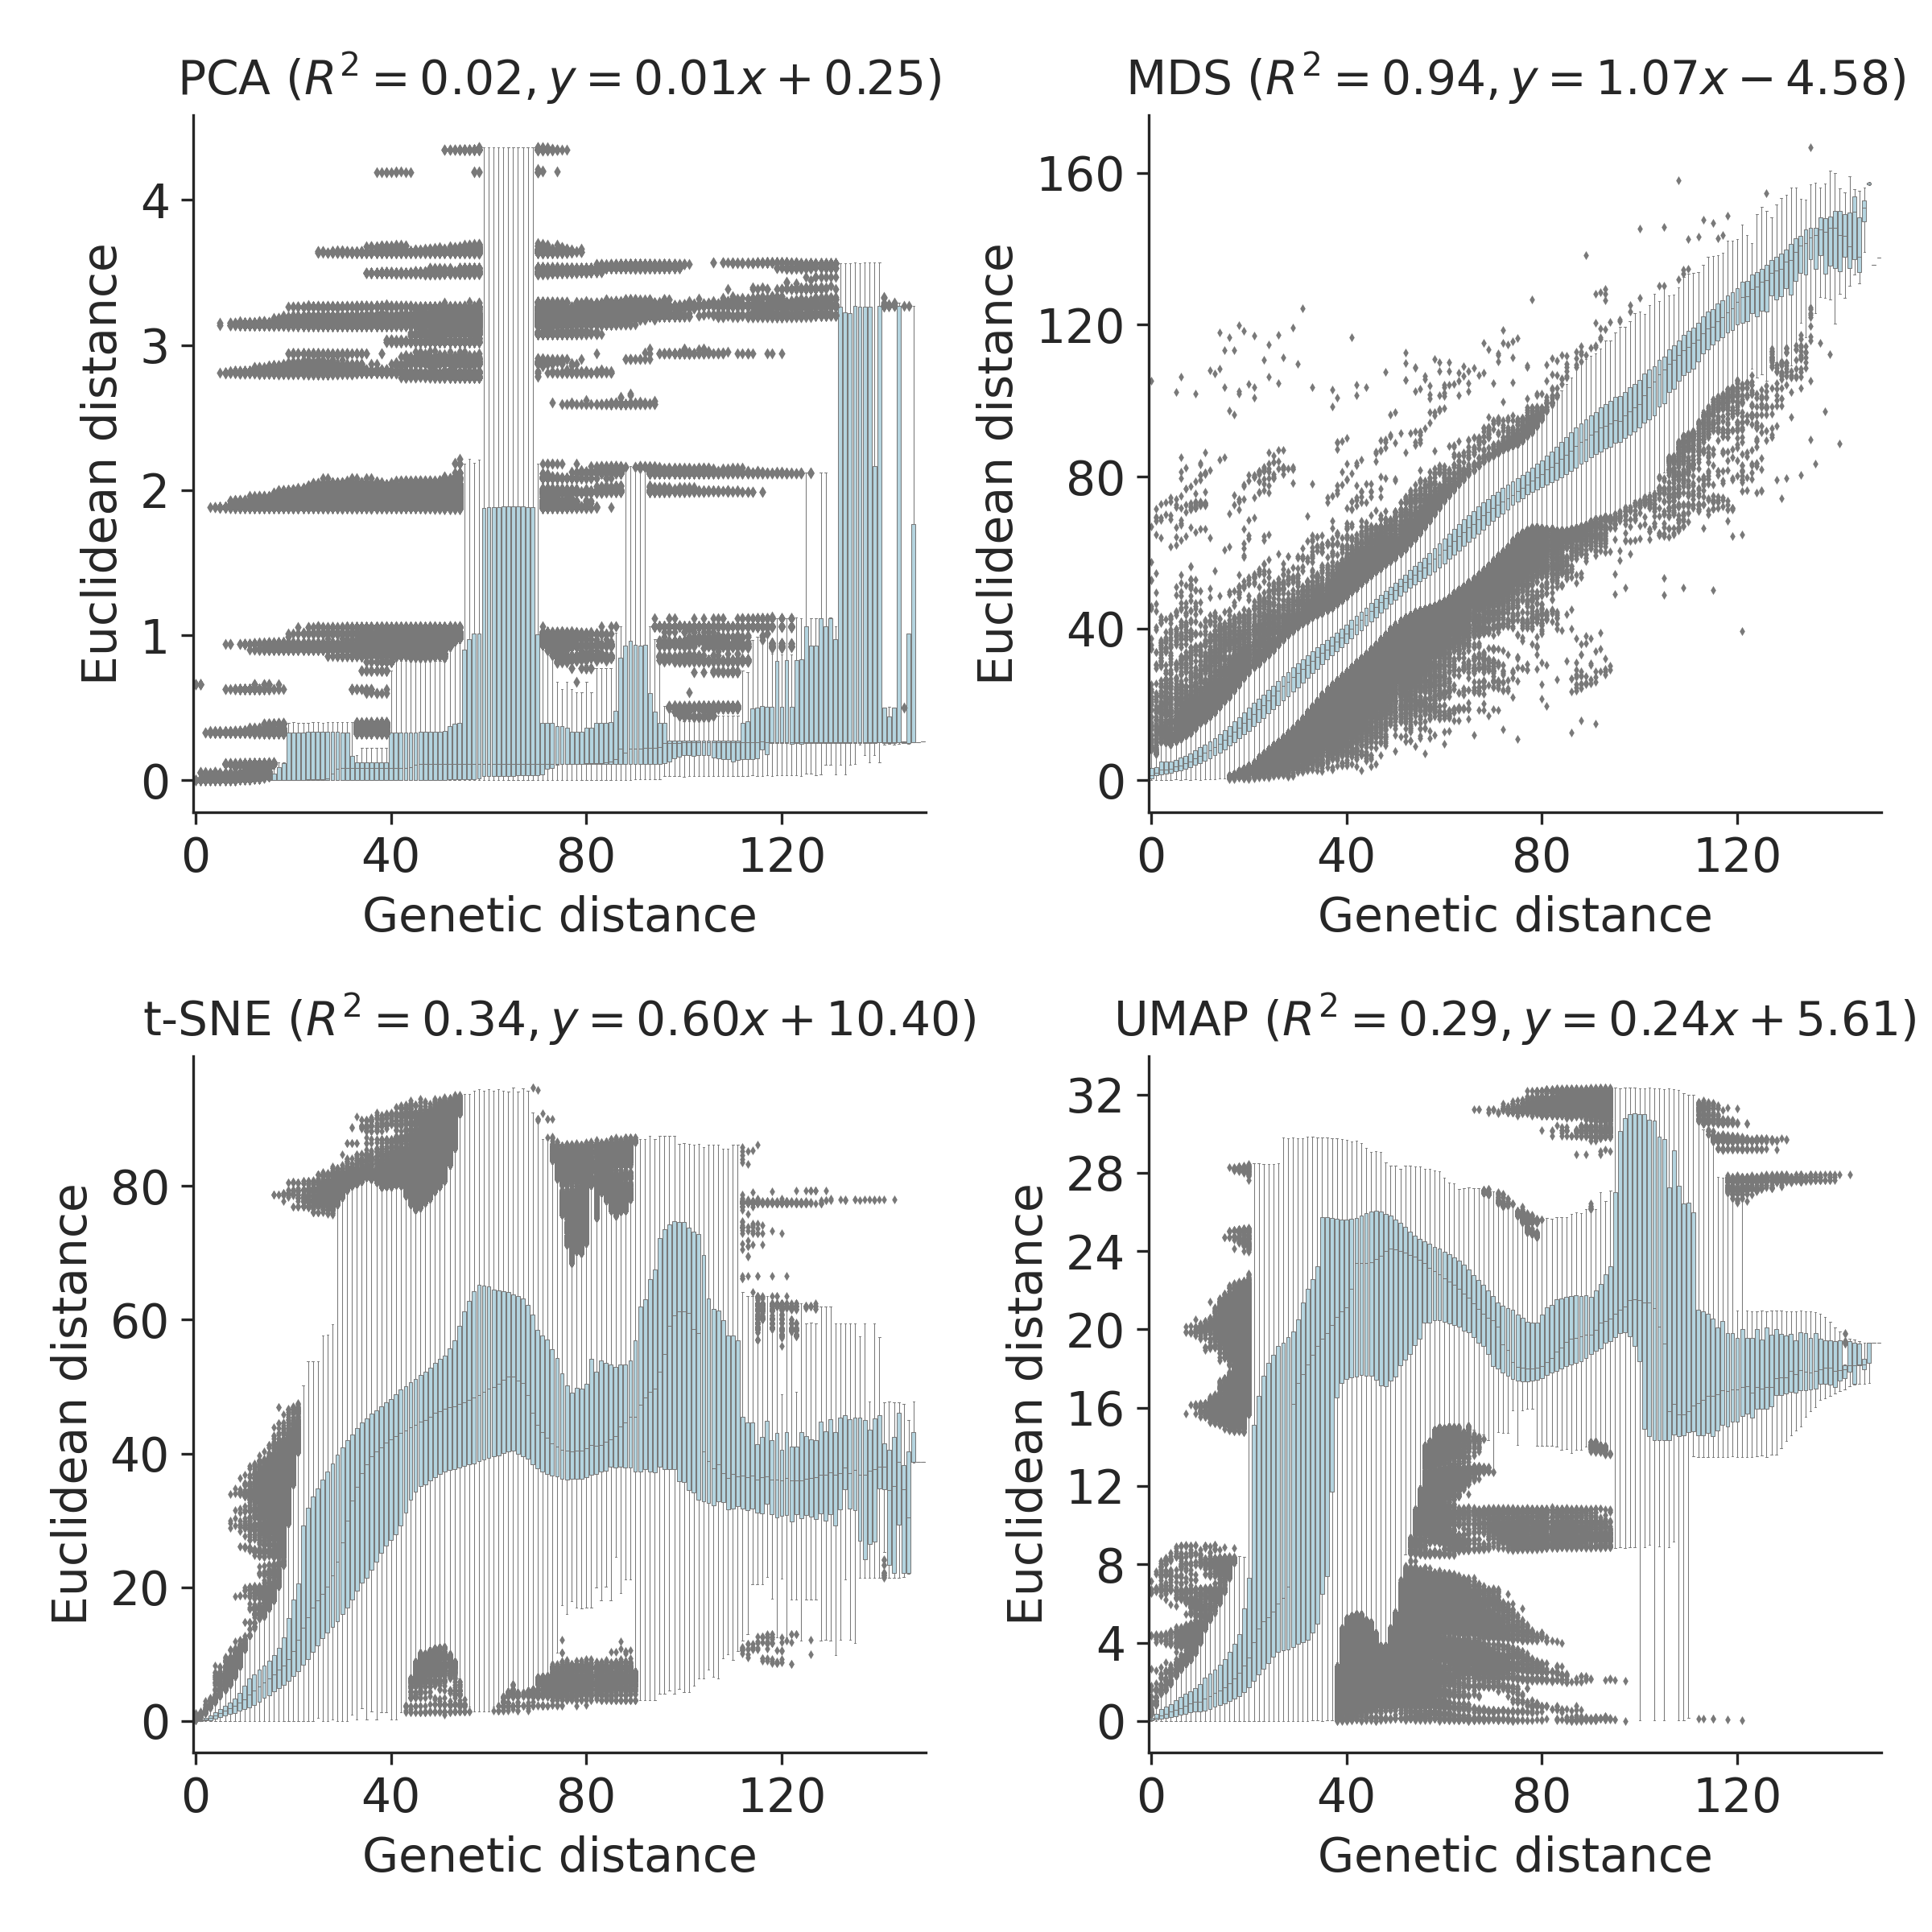 PCA (R² = 0.02, y = 0.01x + 0.25)
Euclidean distance
4
3
2
1
0
0 40 80 120
Genetic distance
MDS (R² = 0.94, y = 1.07x − 4.58)
Euclidean distance
160
120
80
40
0
0 40 80 120
Genetic distance
t-SNE (R² = 0.34, y = 0.60x + 10.40)
Euclidean distance
80
60
40
20
0
0 40 80 120
Genetic distance
UMAP (R² = 0.29, y = 0.24x + 5.61)
Euclidean distance
32
28
24
20
16
12
8
4
0
0 40 80 120
Genetic distance